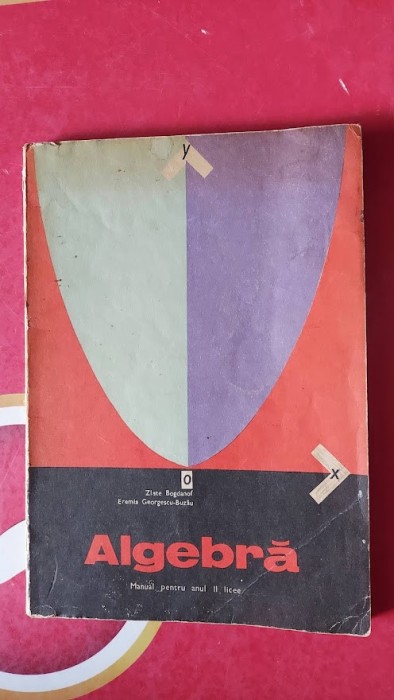 y
O
x
Zlate Bogdanof
Eremia Georgescu-Buzău
Algebră
Manual pentru anul II licee